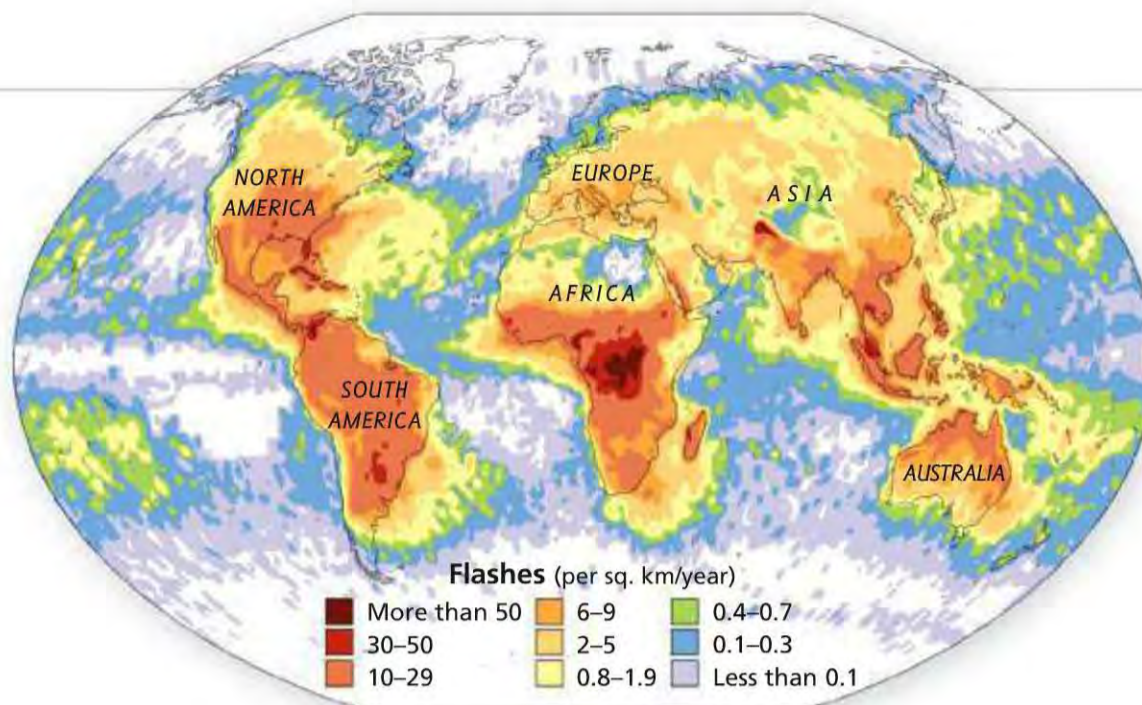 NORTH
AMERICA
EUROPE
ASIA
AFRICA
SOUTH
AMERICA
AUSTRALIA
Flashes (per sq. km/year)
More than 50
30–50
10–29
6–9
2–5
0.8–1.9
0.4–0.7
0.1–0.3
Less than 0.1